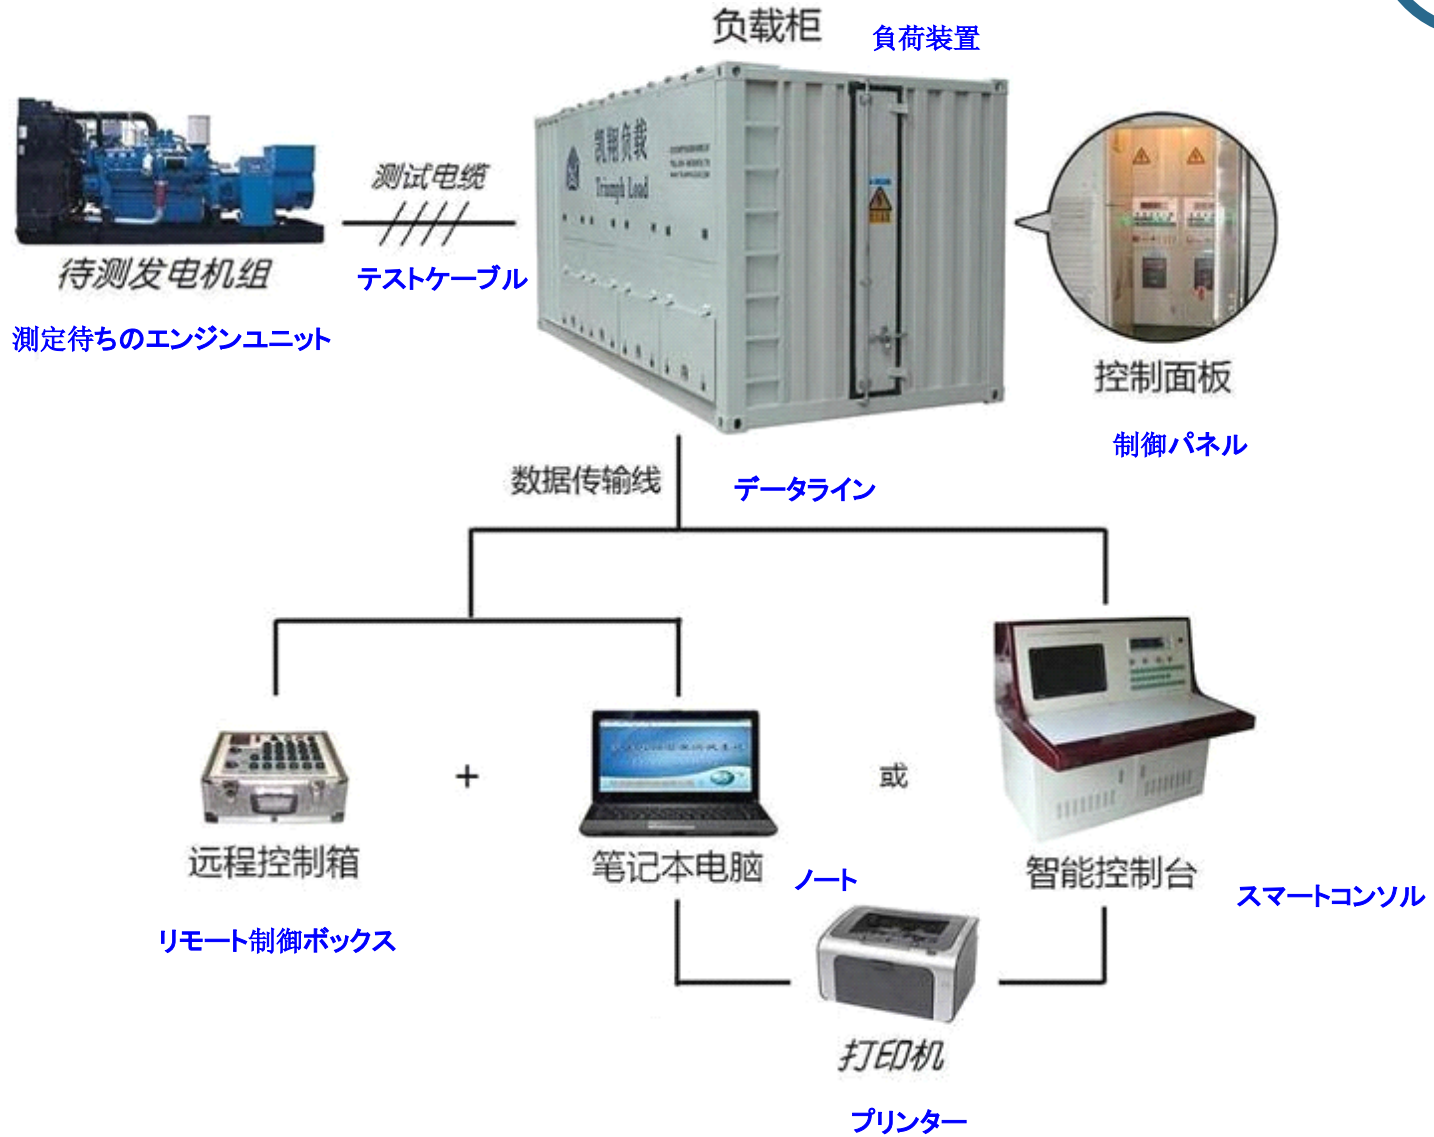 负载柜
負荷装置
凯翔负载
Triumph Load
测试电缆
テストケーブル
待测发电机组
測定待ちのエンジンユニット
控制面板
制御パネル
数据传输线
データライン
+
或
远程控制箱
リモート制御ボックス
笔记本电脑
ノート
智能控制台
スマートコンソル
打印机
プリンター